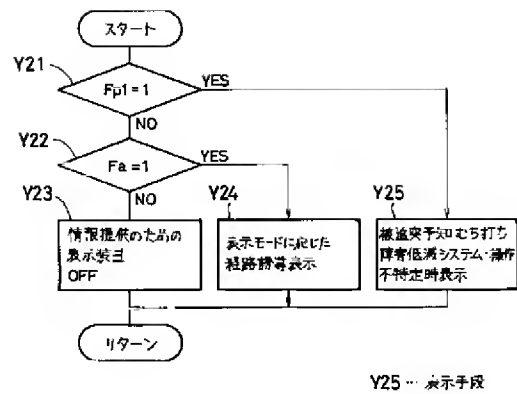 スタート
Y21
Fp1=1
YES
NO
Y22
Fa=1
YES
NO
Y23
情報提供のための
表示装置
OFF
Y24
表示モードに応じた
経路誘導表示
Y25
被追突予知むち打ち
障害低減システム・操作
不特定時表示
リターン
Y25 … 表示手段